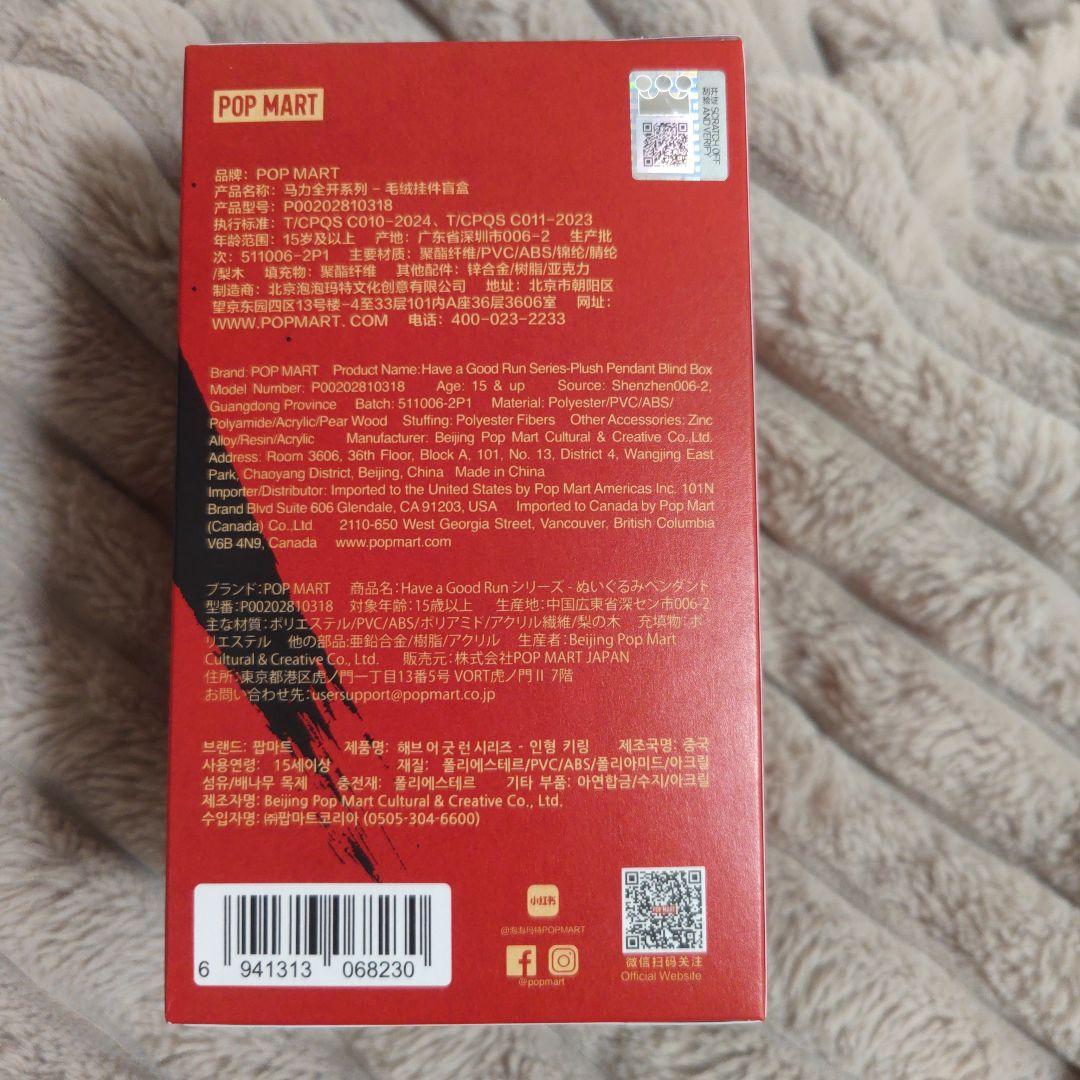 POP MART
开域 SCRATCH OFF
刮验 AND VERIFY
品牌：POP MART
产品名称：马力全开系列 – 毛绒挂件盲盒
产品型号：P00202810318
执行标准：T/CPQS C010-2024、T/CPQS C011-2023
年龄范围：15岁及以上 产地：广东省深圳市006-2 生产批
次：511006-2P1 主要材质：聚酯纤维/PVC/ABS/锦纶/腈纶
/梨木 填充物：聚酯纤维 其他配件：锌合金/树脂/亚克力
制造商：北京泡泡玛特文化创意有限公司 地址：北京市朝阳区
望京东园四区13号楼-4至33层101内A座36层3606室 网址：
WWW.POPMART. COM 电话：400-023-2233
Brand: POP MART Product Name: Have a Good Run Series-Plush Pendant Blind Box
Model Number: P00202810318 Age: 15 & up Source: Shenzhen006-2,
Guangdong Province Batch: 511006-2P1 Material: Polyester/PVC/ABS/
Polyamide/Acrylic/Pear Wood Stuffing: Polyester Fibers Other Accessories: Zinc
Alloy/Resin/Acrylic Manufacturer: Beijing Pop Mart Cultural & Creative Co.,Ltd.
Address: Room 3606, 36th Floor, Block A, 101, No. 13, District 4, Wangjing East
Park, Chaoyang District, Beijing, China Made in China
Importer/Distributor: Imported to the United States by Pop Mart Americas Inc. 101N
Brand Blvd Suite 606 Glendale, CA 91203, USA Imported to Canada by Pop Mart
(Canada) Co.,Ltd 2110-650 West Georgia Street, Vancouver, British Columbia
V6B 4N9, Canada www.popmart.com
ブランド：POP MART 商品名：Have a Good Run シリーズ - ぬいぐるみペンダント
型番：P00202810318 対象年齢：15歳以上 生産地：中国広東省深セン市006-2
主な材質：ポリエステル/PVC/ABS/ポリアミド/アクリル繊維/梨の木 充填物：ポ
リエステル 他の部品：亜鉛合金/樹脂/アクリル 生産者：Beijing Pop Mart
Cultural & Creative Co., Ltd. 販売元：株式会社POP MART JAPAN
住所：東京都港区虎ノ門一丁目13番5号 VORT虎ノ門Ⅱ 7階
お問い合わせ先：usersupport@popmart.co.jp
브랜드: 팝마트 제품명: 해브 어 굿 런 시리즈 - 인형 키링 제조국명: 중국
사용연령: 15세이상 재질: 폴리에스테르/PVC/ABS/폴리아미드/아크릴
섬유/배나무 목제 충전재: 폴리에스테르 기타 부품: 아연합금/수지/아크릴
제조자명: Beijing Pop Mart Cultural & Creative Co., Ltd.
수입자명: ㈜팝마트코리아 (0505-304-6600)
6 941313 068230
小红书
@泡泡玛特POPMART
@popmart
POP MART
微信扫码关注
Official Website